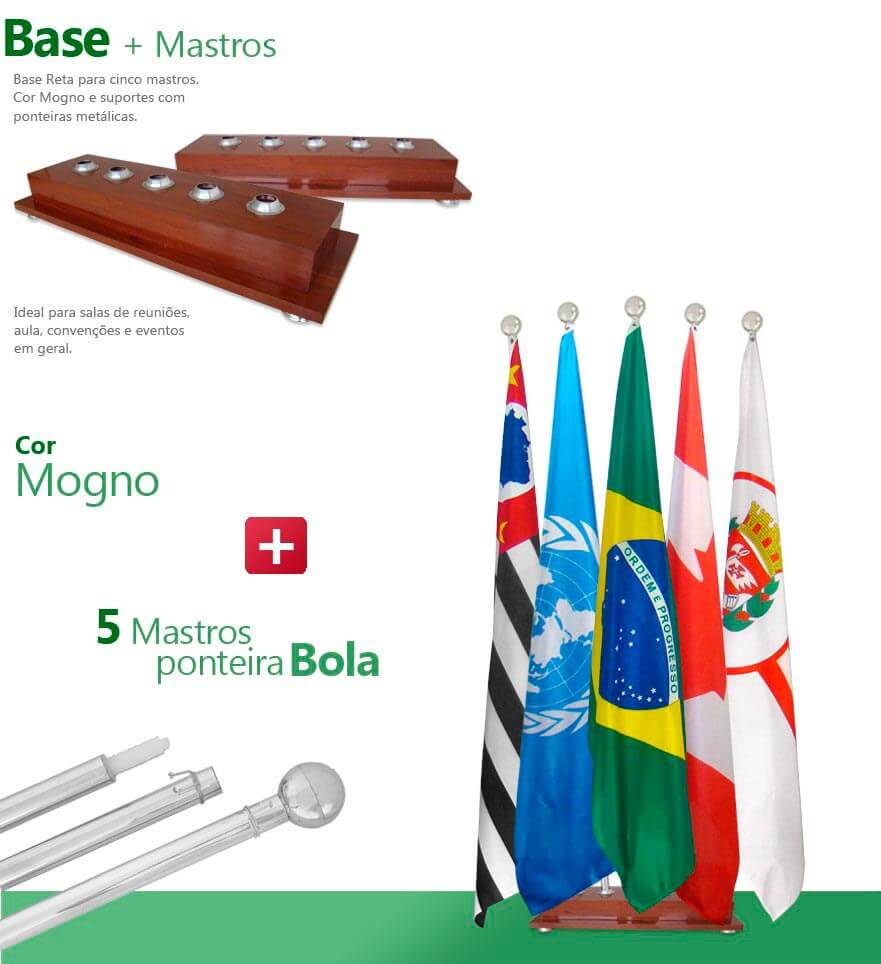 Base + Mastros
Base Reta para cinco mastros.
Cor Mogno e suportes com
ponteiras metálicas.
Ideal para salas de reuniões,
aula, convenções e eventos
em geral.
Cor
Mogno
5 Mastros
ponteira Bola
ORDEM E PROGRESSO